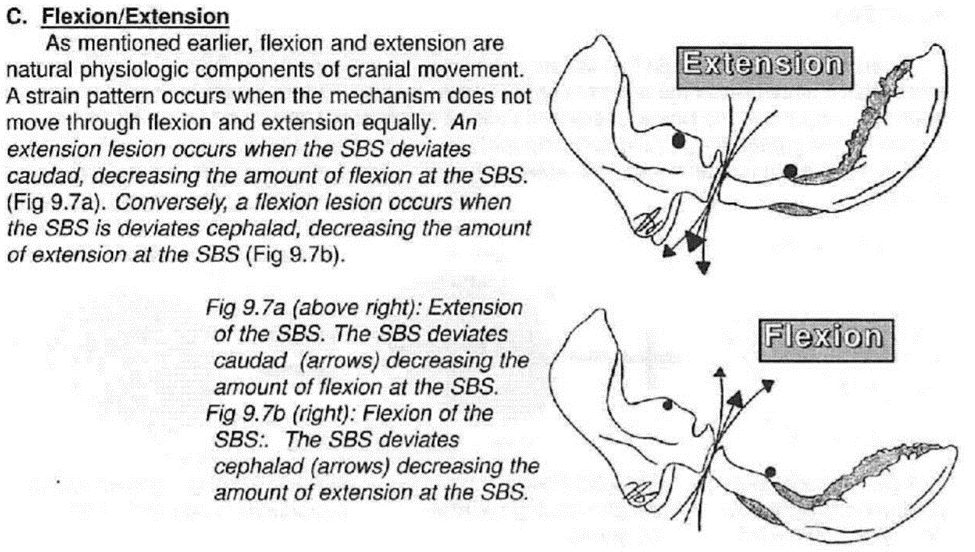 C. Flexion/Extension
As mentioned earlier, flexion and extension are
natural physiologic components of cranial movement.
A strain pattern occurs when the mechanism does not
move through flexion and extension equally. An
extension lesion occurs when the SBS deviates
caudad, decreasing the amount of flexion at the SBS.
(Fig 9.7a). Conversely, a flexion lesion occurs when
the SBS is deviates cephalad, decreasing the amount
of extension at the SBS (Fig 9.7b).
Extension
Fig 9.7a (above right): Extension
of the SBS. The SBS deviates
caudad (arrows) decreasing the
amount of flexion at the SBS.
Fig 9.7b (right): Flexion of the
SBS:. The SBS deviates
cephalad (arrows) decreasing the
amount of extension at the SBS.
Flexion